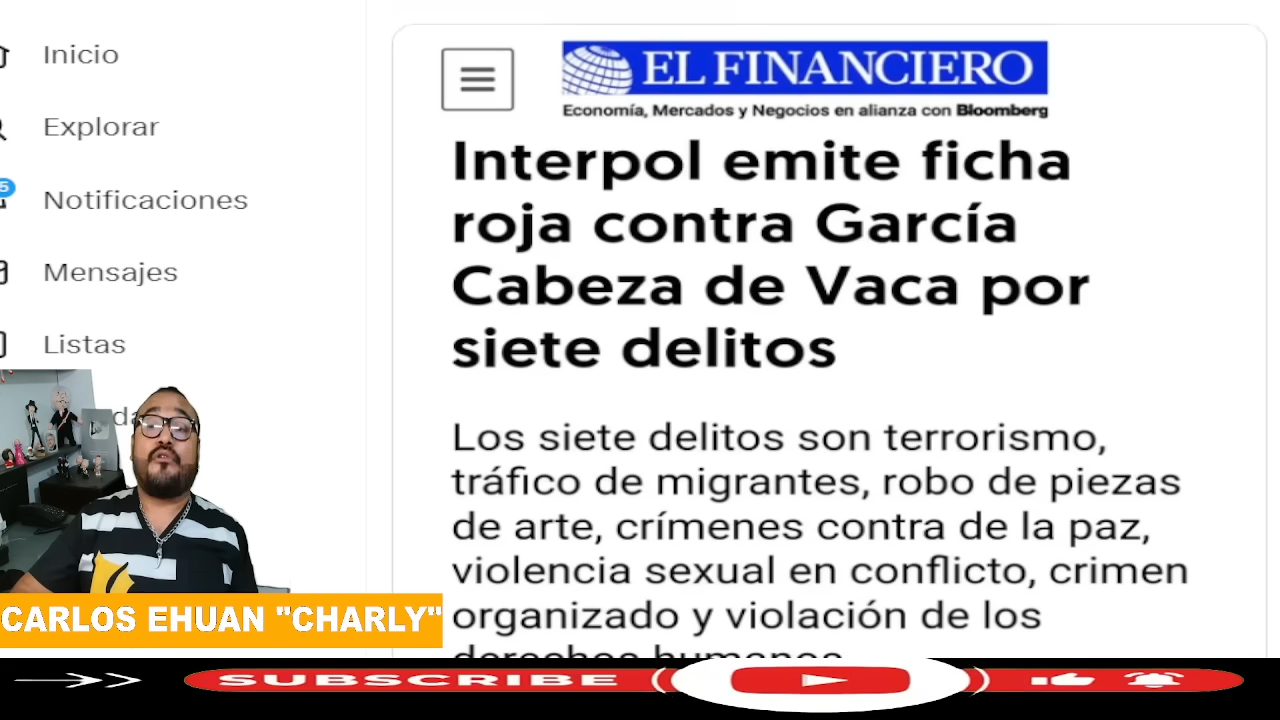 Inicio
Explorar
5
Notificaciones
Mensajes
Listas
EL FINANCIERO
Economía, Mercados y Negocios en alianza con Bloomberg
Interpol emite ficha
roja contra García
Cabeza de Vaca por
siete delitos
Los siete delitos son terrorismo,
tráfico de migrantes, robo de piezas
de arte, crímenes contra de la paz,
violencia sexual en conflicto, crimen
organizado y violación de los
derechos humanos
CARLOS EHUAN "CHARLY"
SUBSCRIBE